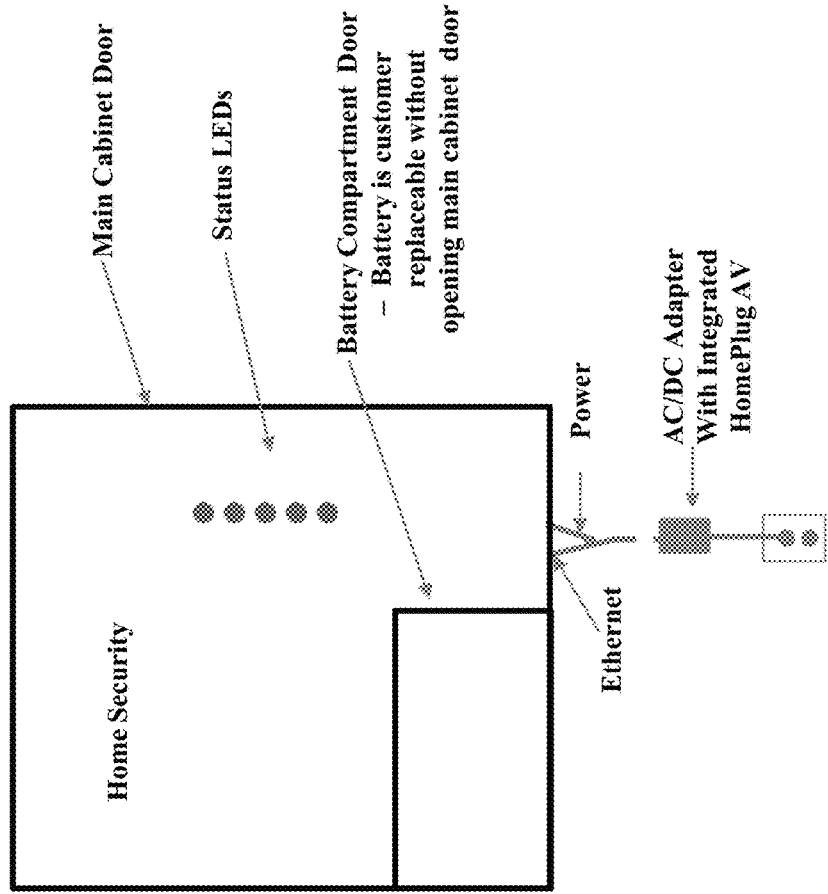 Home Security
Main Cabinet Door
Status LEDs
Battery Compartment Door
– Battery is customer
replaceable without
opening main cabinet door
Power
Ethernet
AC/DC Adapter
With Integrated
HomePlug AV